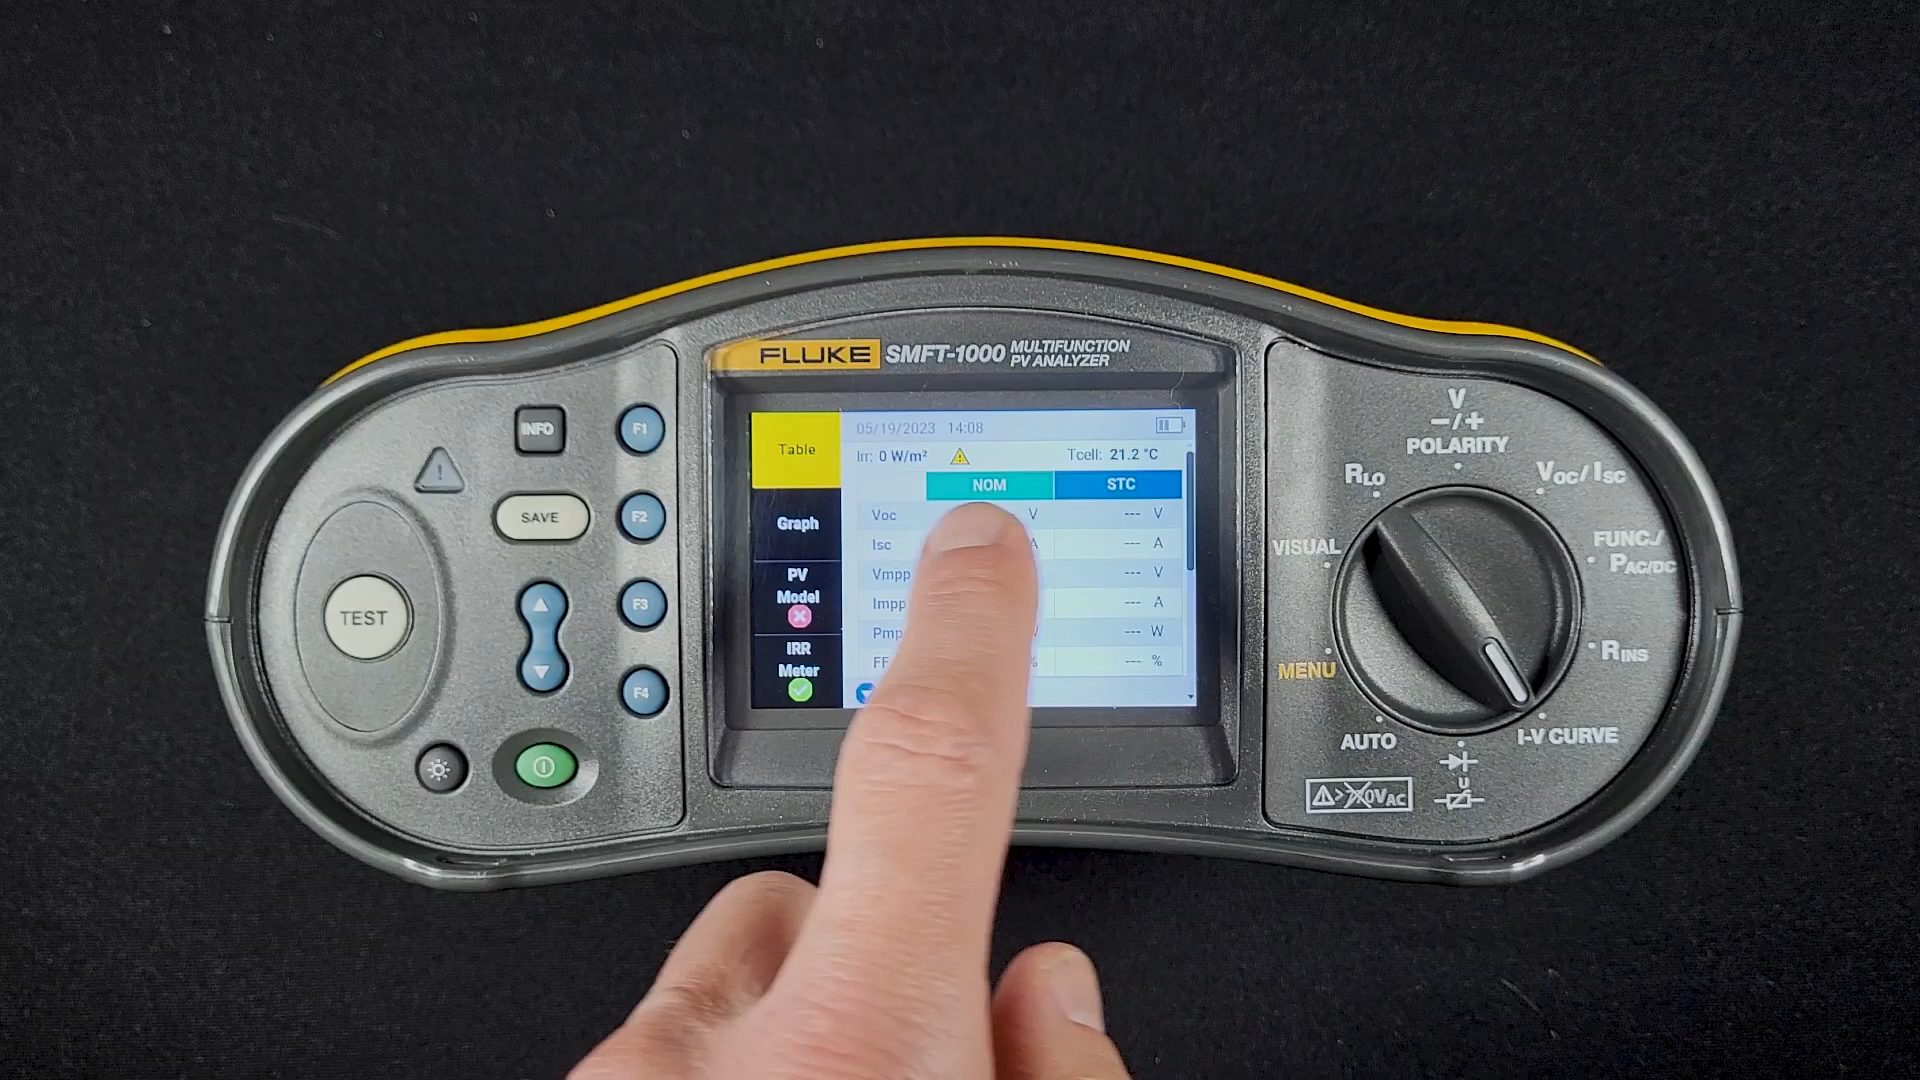 FLUKE SMFT-1000 MULTIFUNCTION
PV ANALYZER
INFO
SAVE
TEST
F1
F2
F3
F4
Table
Graph
PV
Model
IRR
Meter
05/19/2023 14:08
Irr: 0 W/m² Tcell: 21.2 °C
NOM STC
Voc V --- V
Isc A --- A
Vmpp --- V
Impp --- A
Pmp --- W
FF % --- %
V
-/+
POLARITY
RLO
VOC/ISC
VISUAL
FUNC./
PAC/DC
MENU
RINS
AUTO
I-V CURVE
U